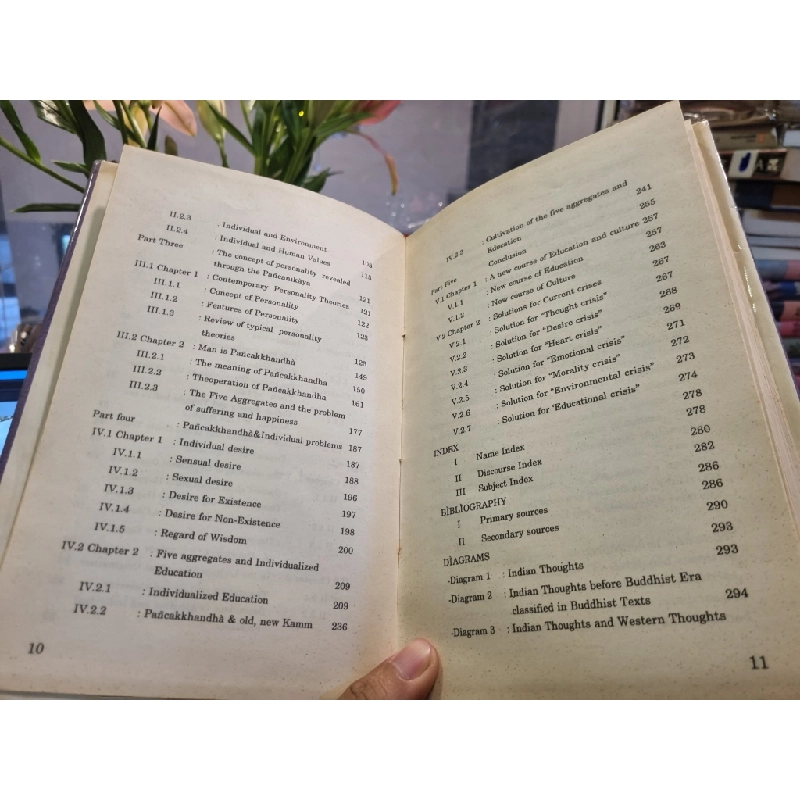 II.2.3 : Individual and Environment
II.2.4 : Individual and Human Values 113
Part Three : The concept of personality revealed 115
through the Pañcanikāya
III.1 Chapter 1 : Contemporary Personality Theories 121
III.1.1 : Concept of Personality 121
III.1.2 : Features of Personality 122
III.1.3 : Review of typical personality 125
theories
III.2 Chapter 2 : Man is Pañcakkhandhā 129
III.2.1 : The meaning of Pañcakkhandha 149
III.2.2 : Theoperation of Pañcakkhandha 150
III.2.3 : The Five Aggregates and the problem 161
of suffering and happiness 177
Part four : Pañcakkhandhā & Individual problems 187
IV.1 Chapter 1 : Individual desire 187
IV.1.1 : Sensual desire 188
IV.1.2 : Sexual desire 196
IV.1.3 : Desire for Existence 197
IV.1.4 : Desire for Non-Existence 198
IV.1.5 : Regard of Wisdom 200
IV.2 Chapter 2 : Five aggregates and Individualized
Education 209
IV.2.1 : Individualized Education 209
IV.2.2 : Pañcakkhandhā & old, new Kamm 236
10
IV.2.3 : Cultivation of the five aggregates and 241
Education
Conclusion 255
Part Five : A new course of Education and culture 257
V.1 Chapter 1 : New course of Education 257
V.1.1 : New course of Culture 263
V.1.2 : Solutions for Current crises 267
V.2 Chapter 2 : Solution for "Thought crisis" 267
V.2.1 : Solution for "Desire crisis" 268
V.2.2 : Solution for "Heart crisis" 269
V.2.3 : Solution for "Emotional crisis" 271
V.2.4 : Solution for "Morality crisis" 272
V.2.5 : Solution for "Environmental crisis" 273
V.2.6 : Solution for 'Educational crisis" 274
V.2.7 278
INDEX 278
I Name Index 280
II Discourse Index 282
III Subject Index 286
BIBLIOGRAPHY 286
I Primary sources 290
II Secondary sources 293
DIAGRAMS 293
-Diagram 1 : Indian Thoughts
-Diagram 2 : Indian Thoughts before Buddhist Era
classified in Buddhist Texts 294
-Diagram 3 : Indian Thoughts and Western Thoughts
11